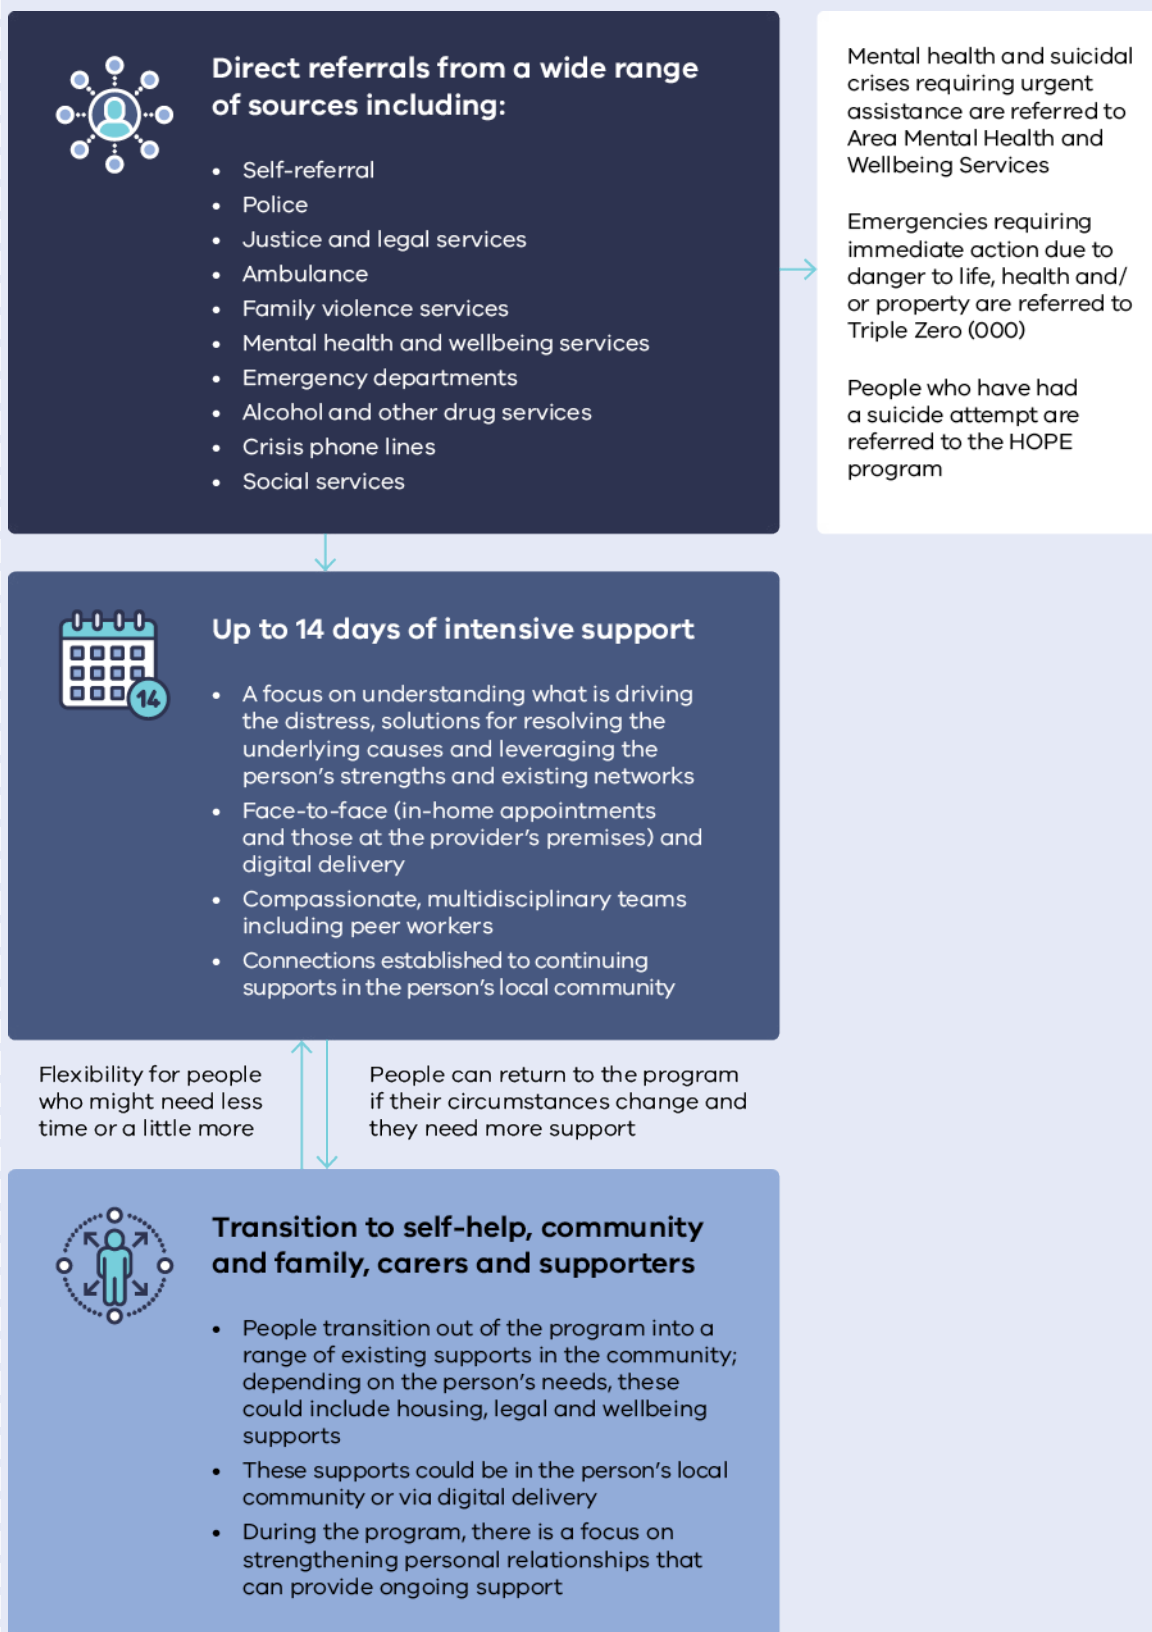 Direct referrals from a wide range
of sources including:
• Self-referral
• Police
• Justice and legal services
• Ambulance
• Family violence services
• Mental health and wellbeing services
• Emergency departments
• Alcohol and other drug services
• Crisis phone lines
• Social services
Mental health and suicidal
crises requiring urgent
assistance are referred to
Area Mental Health and
Wellbeing Services
Emergencies requiring
immediate action due to
danger to life, health and/
or property are referred to
Triple Zero (000)
People who have had
a suicide attempt are
referred to the HOPE
program
14
Up to 14 days of intensive support
• A focus on understanding what is driving
the distress, solutions for resolving the
underlying causes and leveraging the
person’s strengths and existing networks
• Face-to-face (in-home appointments
and those at the provider’s premises) and
digital delivery
• Compassionate, multidisciplinary teams
including peer workers
• Connections established to continuing
supports in the person’s local community
Flexibility for people
who might need less
time or a little more
People can return to the program
if their circumstances change and
they need more support
Transition to self-help, community
and family, carers and supporters
• People transition out of the program into a
range of existing supports in the community;
depending on the person’s needs, these
could include housing, legal and wellbeing
supports
• These supports could be in the person’s local
community or via digital delivery
• During the program, there is a focus on
strengthening personal relationships that
can provide ongoing support